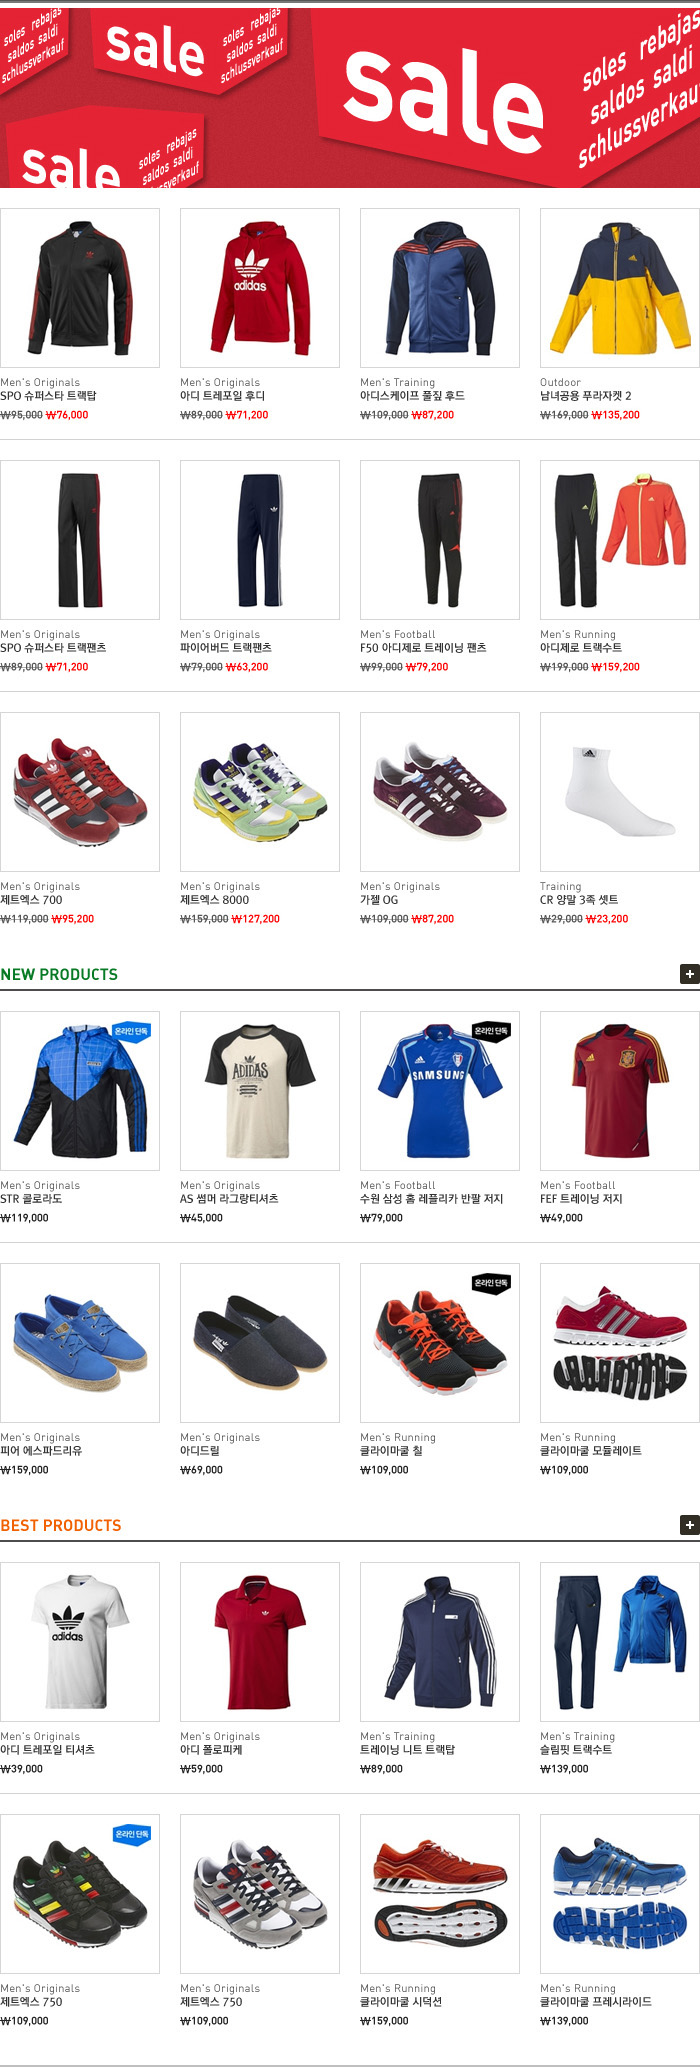 soles rebajas
saldos saldi
schlussverkauf
sale
soles rebajas
saldos saldi
schlussverkauf
sale
soles rebajas
saldos saldi
schlussverkauf
sale
soles rebajas
saldos saldi
schlussverkauf
adidas
Men's Originals
SPO 슈퍼스타 트랙탑
₩95,000 ₩76,000
Men's Originals
아디 트레포일 후디
₩89,000 ₩71,200
Men's Training
아디스케이프 풀짚 후드
₩109,000 ₩87,200
Outdoor
남녀공용 푸라자켓 2
₩169,000 ₩135,200
Men's Originals
SPO 슈퍼스타 트랙팬츠
₩89,000 ₩71,200
Men's Originals
파이어버드 트랙팬츠
₩79,000 ₩63,200
Men's Football
F50 아디제로 트레이닝 팬츠
₩99,000 ₩79,200
Men's Running
아디제로 트랙수트
₩199,000 ₩159,200
Men's Originals
제트엑스 700
₩119,000 ₩95,200
Men's Originals
제트엑스 8000
₩159,000 ₩127,200
Men's Originals
가젤 OG
₩109,000 ₩87,200
Training
CR 양말 3족 셋트
₩29,000 ₩23,200
NEW PRODUCTS
온라인 단독
ADIDAS
온라인 단독
SAMSUNG
Men's Originals
STR 콜로라도
₩119,000
Men's Originals
AS 썸머 라그랑티셔츠
₩45,000
Men's Football
수원 삼성 홈 레플리카 반팔 저지
₩79,000
Men's Football
FEF 트레이닝 저지
₩49,000
온라인 단독
Men's Originals
피어 에스파드리유
₩159,000
Men's Originals
아디드릴
₩69,000
Men's Running
클라이마쿨 칠
₩109,000
Men's Running
클라이마쿨 모듈레이트
₩109,000
BEST PRODUCTS
adidas
Men's Originals
아디 트레포일 티셔츠
₩39,000
Men's Originals
아디 폴로피케
₩59,000
Men's Training
트레이닝 니트 트랙탑
₩89,000
Men's Training
슬림핏 트랙수트
₩139,000
온라인 단독
Men's Originals
제트엑스 750
₩109,000
Men's Originals
제트엑스 750
₩109,000
Men's Running
클라이마쿨 시덕션
₩159,000
Men's Running
클라이마쿨 프레시라이드
₩139,000